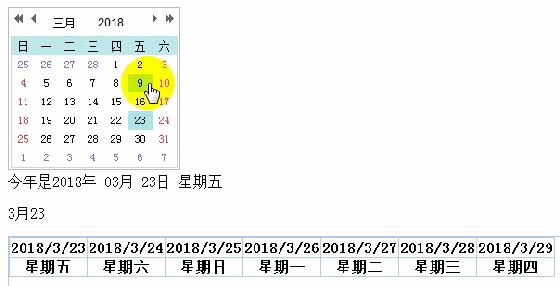 三月 2018
日 一 二 三 四 五 六
25 26 27 28 1 2 3
4 5 6 7 8 9 10
11 12 13 14 15 16 17
18 19 20 21 22 23 24
25 26 27 28 29 30 31
1 2 3 4 5 6 7
今年是2018年 03月 23日 星期五
3月23
2018/3/23 2018/3/24 2018/3/25 2018/3/26 2018/3/27 2018/3/28 2018/3/29
星期五 星期六 星期日 星期一 星期二 星期三 星期四